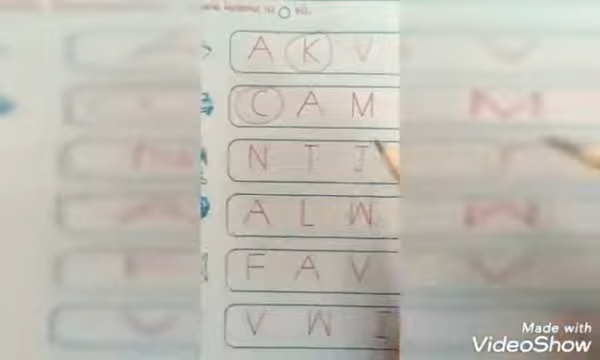 A K V
C A M
N T I
A L W
F A V
V W I
Made with
VideoShow